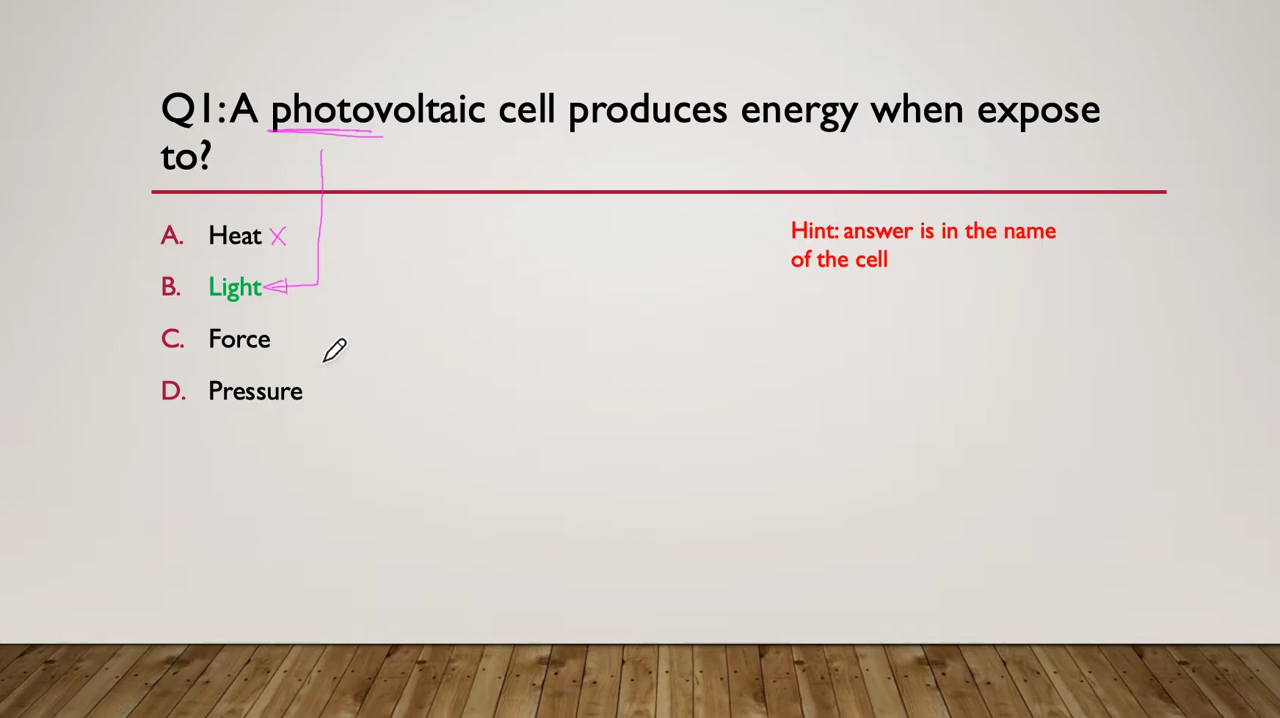 Q1: A photovoltaic cell produces energy when expose
to?
A. Heat X
B. Light
C. Force
D. Pressure
Hint: answer is in the name
of the cell